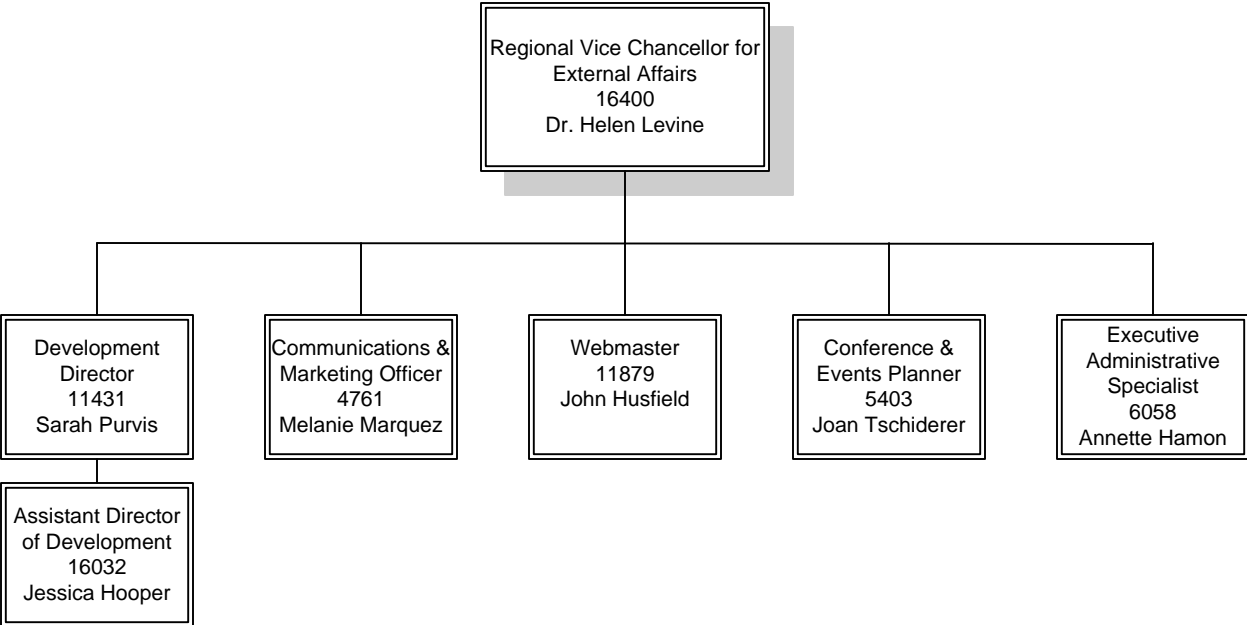 Regional Vice Chancellor for
External Affairs
16400
Dr. Helen Levine
Development
Director
11431
Sarah Purvis
Communications &
Marketing Officer
4761
Melanie Marquez
Webmaster
11879
John Husfield
Conference &
Events Planner
5403
Joan Tschiderer
Executive
Administrative
Specialist
6058
Annette Hamon
Assistant Director
of Development
16032
Jessica Hooper